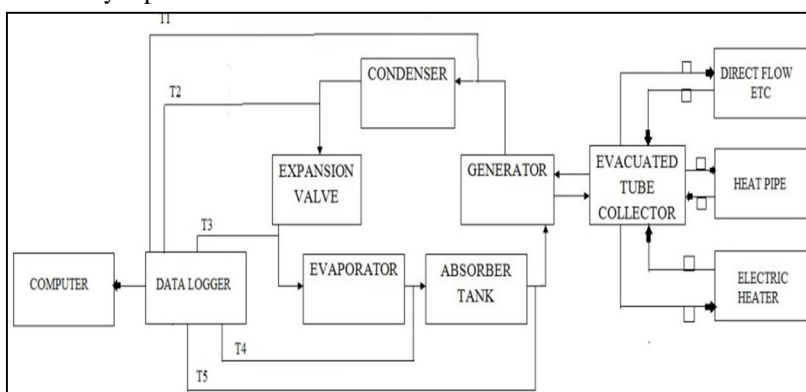 T1
CONDENSER
DIRECT FLOW
ETC
T2
EXPANSION
VALVE
GENERATOR
EVACUATED
TUBE
COLLECTOR
HEAT PIPE
T3
COMPUTER
DATA LOGGER
EVAPORATOR
ABSORBER
TANK
ELECTRIC
HEATER
T4
T5